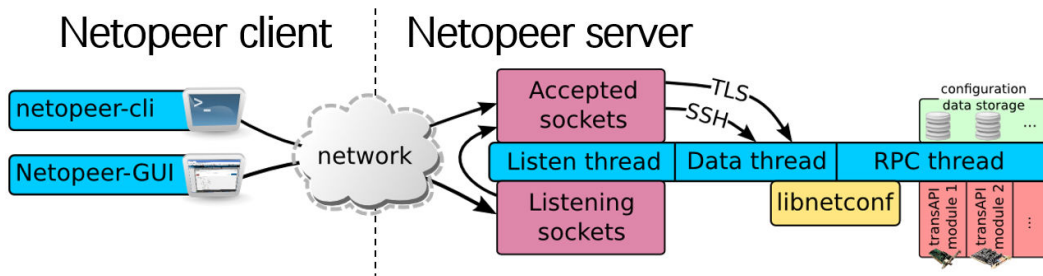 Netopeer client
Netopeer server
netopeer-cli
>_
Netopeer-GUI
network
Accepted
sockets
TLS
SSH
configuration
data storage
...
Listen thread
Data thread
RPC thread
Listening
sockets
libnetconf
transAPI
module 1
transAPI
module 2
...